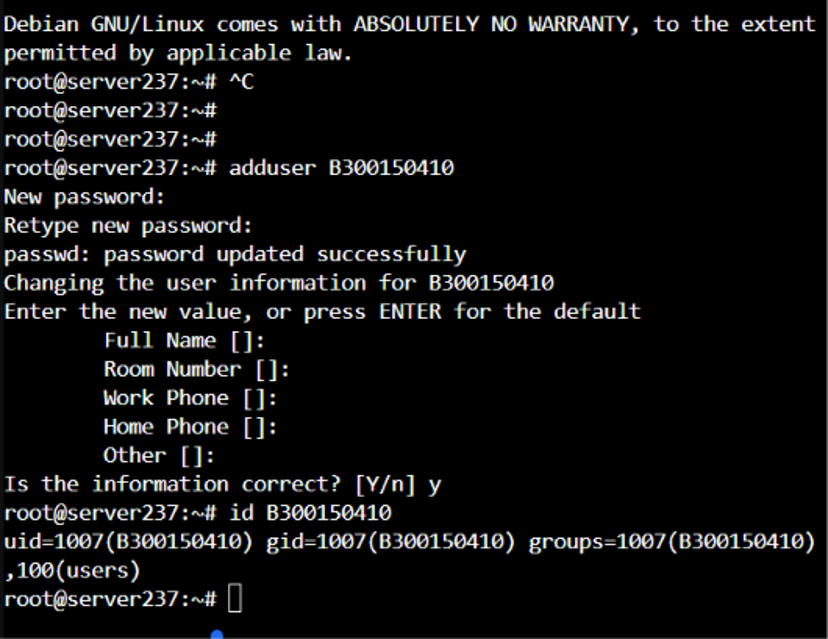 Debian GNU/Linux comes with ABSOLUTELY NO WARRANTY, to the extent
permitted by applicable law.
root@server237:~# ^C
root@server237:~#
root@server237:~#
root@server237:~# adduser B300150410
New password:
Retype new password:
passwd: password updated successfully
Changing the user information for B300150410
Enter the new value, or press ENTER for the default
Full Name []:
Room Number []:
Work Phone []:
Home Phone []:
Other []:
Is the information correct? [Y/n] y
root@server237:~# id B300150410
uid=1007(B300150410) gid=1007(B300150410) groups=1007(B300150410)
,100(users)
root@server237:~#